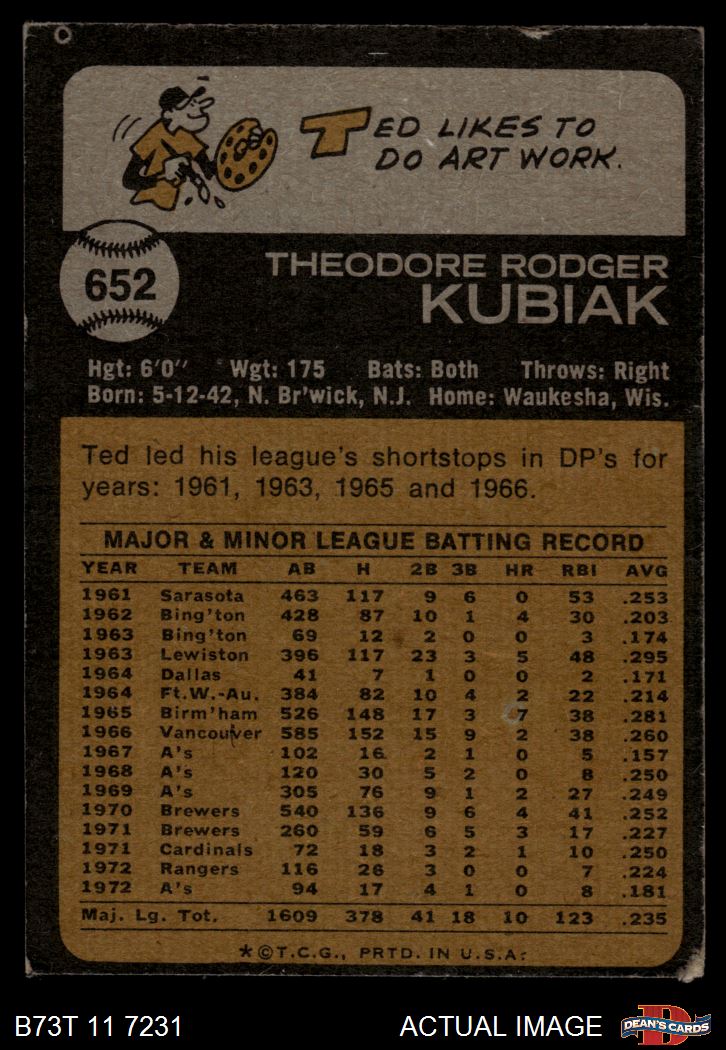 TED LIKES TO
DO ART WORK.
652
THEODORE RODGER
KUBIAK
Hgt: 6'0" Wgt: 175 Bats: Both Throws: Right
Born: 5-12-42, N. Br'wick, N.J. Home: Waukesha, Wis.
Ted led his league's shortstops in DP's for
years: 1961, 1963, 1965 and 1966.
MAJOR & MINOR LEAGUE BATTING RECORD
YEAR TEAM AB H 2B 3B HR RBI AVG
1961 Sarasota 463 117 9 6 0 53 .253
1962 Bing'ton 428 87 10 1 4 30 .203
1963 Bing'ton 69 12 2 0 0 3 .174
1963 Lewiston 396 117 23 3 5 48 .295
1964 Dallas 41 7 1 0 0 2 .171
1964 Ft.W.-Au. 384 82 10 4 2 22 .214
1965 Birm'ham 526 148 17 3 7 38 .281
1966 Vancouver 585 152 15 9 2 38 .260
1967 A's 102 16 2 1 0 5 .157
1968 A's 120 30 5 2 0 8 .250
1969 A's 305 76 9 1 2 27 .249
1970 Brewers 540 136 9 6 4 41 .252
1971 Brewers 260 59 6 5 3 17 .227
1971 Cardinals 72 18 3 2 1 10 .250
1972 Rangers 116 26 3 0 0 7 .224
1972 A's 94 17 4 1 0 8 .181
Maj. Lg. Tot. 1609 378 41 18 10 123 .235
*©T.C.G., PRTD. IN U.S.A.
B73T 11 7231 ACTUAL IMAGE
D
DEAN'S CARDS